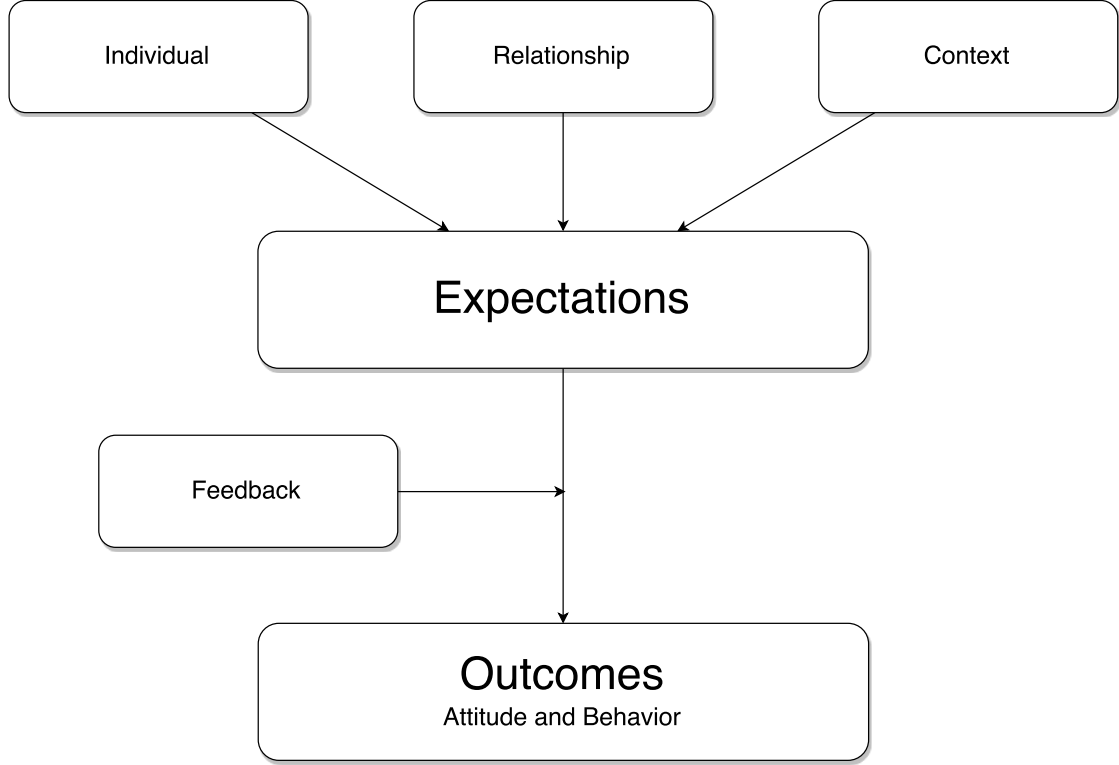 Individual
Relationship
Context
Expectations
Feedback
Outcomes
Attitude and Behavior